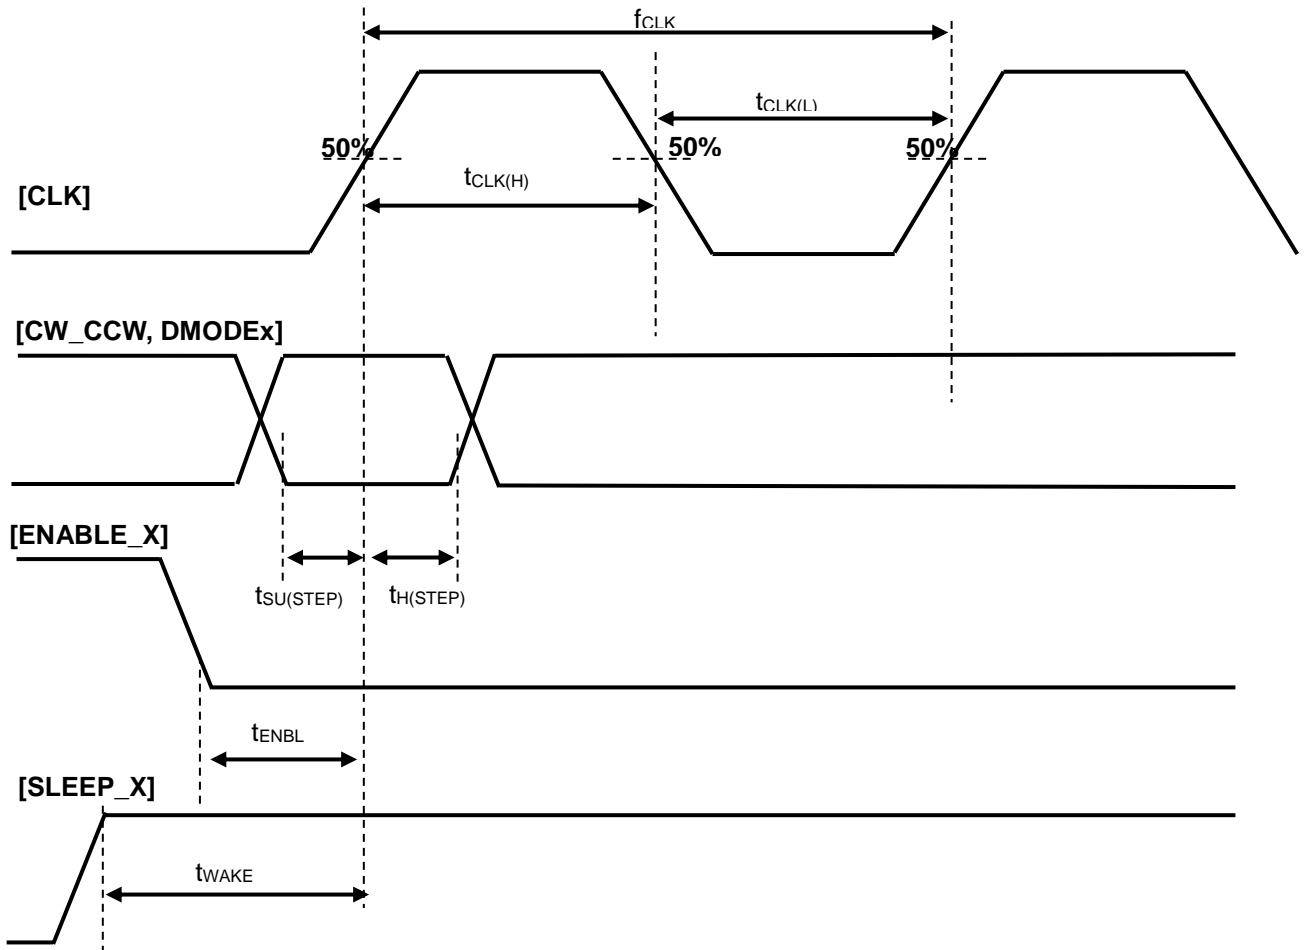 fCLK
tCLK(L)
50% 50% 50%
tCLK(H)
[CLK]
[CW_CCW, DMODEx]
[ENABLE_X]
tSU(STEP) tH(STEP)
tENBL
[SLEEP_X]
tWAKE